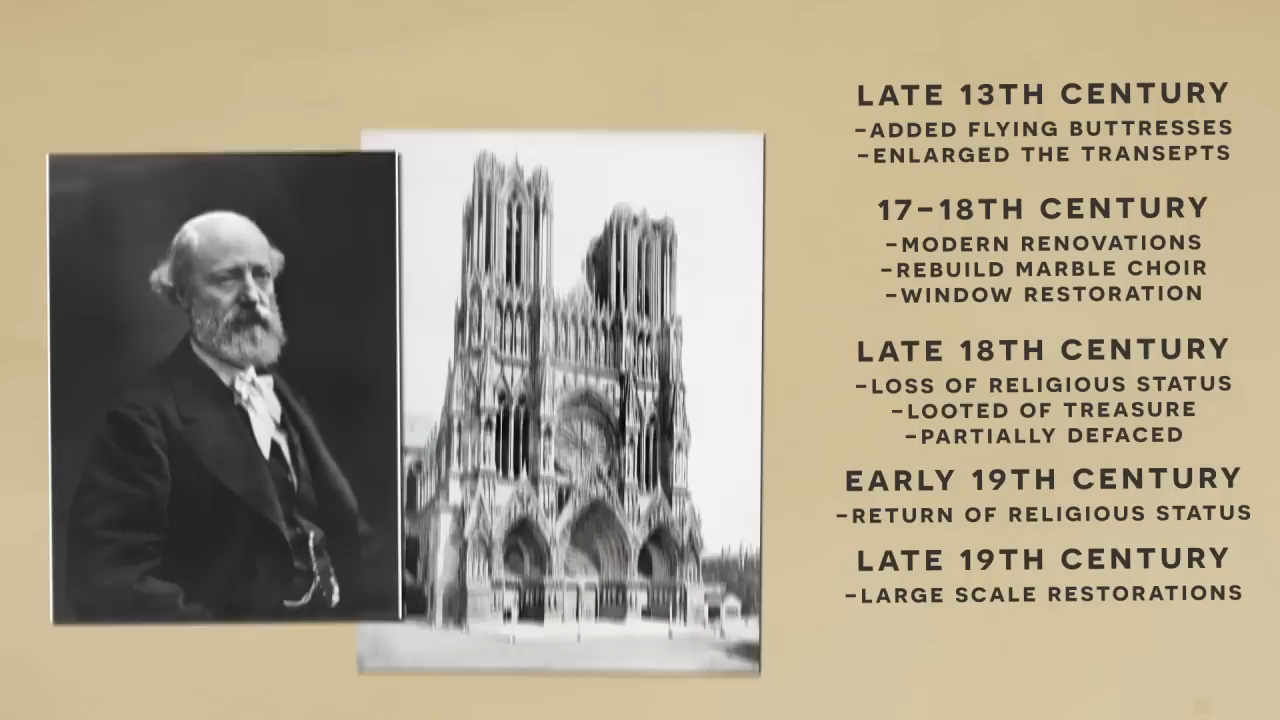 LATE 13TH CENTURY
-ADDED FLYING BUTTRESSES
-ENLARGED THE TRANSEPTS
17-18TH CENTURY
-MODERN RENOVATIONS
-REBUILD MARBLE CHOIR
-WINDOW RESTORATION
LATE 18TH CENTURY
-LOSS OF RELIGIOUS STATUS
-LOOTED OF TREASURE
-PARTIALLY DEFACED
EARLY 19TH CENTURY
-RETURN OF RELIGIOUS STATUS
LATE 19TH CENTURY
-LARGE SCALE RESTORATIONS